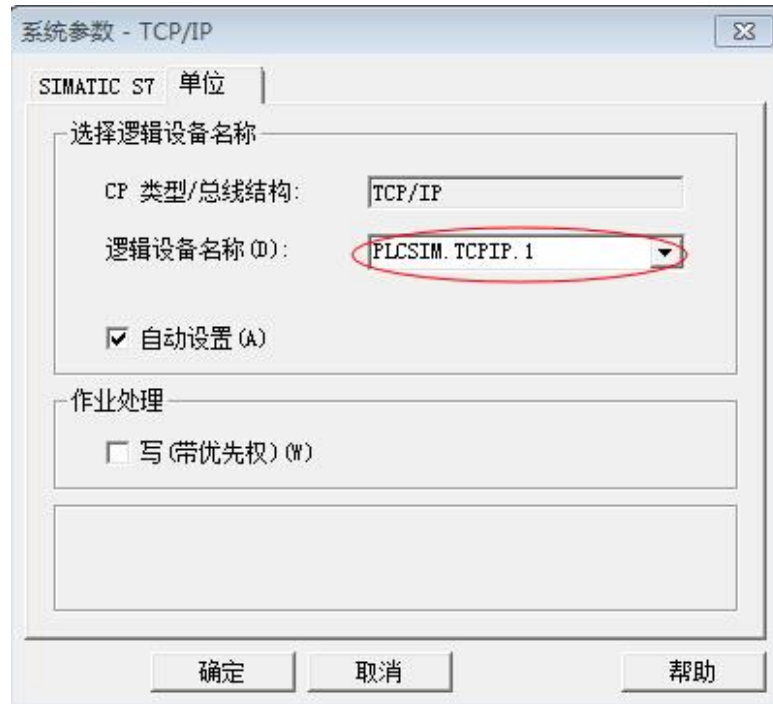 系统参数 - TCP/IP
SIMATIC S7 单位
选择逻辑设备名称
CP 类型/总线结构: TCP/IP
逻辑设备名称(D): PLCSIM.TCPIP.1
自动设置(A)
作业处理
写(带优先权)(W)
确定 取消 帮助